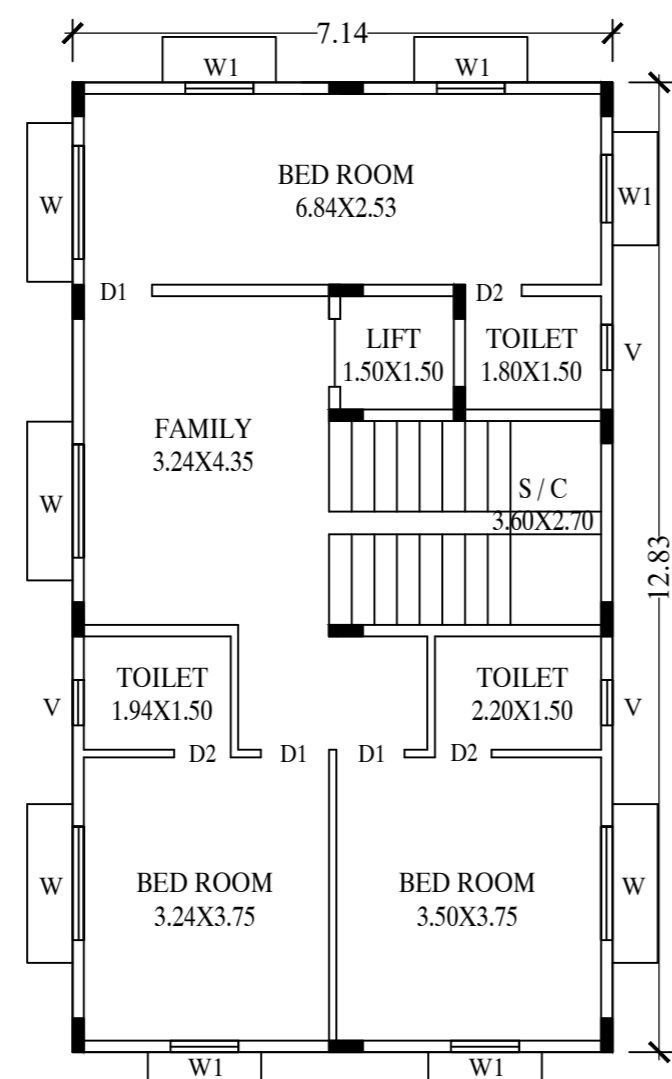 7.14
W1
W1
W
BED ROOM
6.84X2.53
W1
D1
D2
LIFT
1.50X1.50
TOILET
1.80X1.50
V
FAMILY
3.24X4.35
W
S / C
3.60X2.70
12.83
TOILET
1.94X1.50
TOILET
2.20X1.50
V
V
D2
D1
D1
D2
W
BED ROOM
3.24X3.75
BED ROOM
3.50X3.75
W
W1
W1